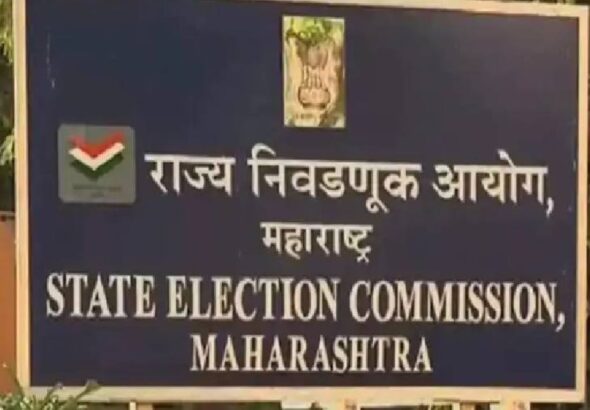 राज्य निवडणूक आयोग,
महाराष्ट्र
STATE ELECTION COMMISSION,
MAHARASHTRA